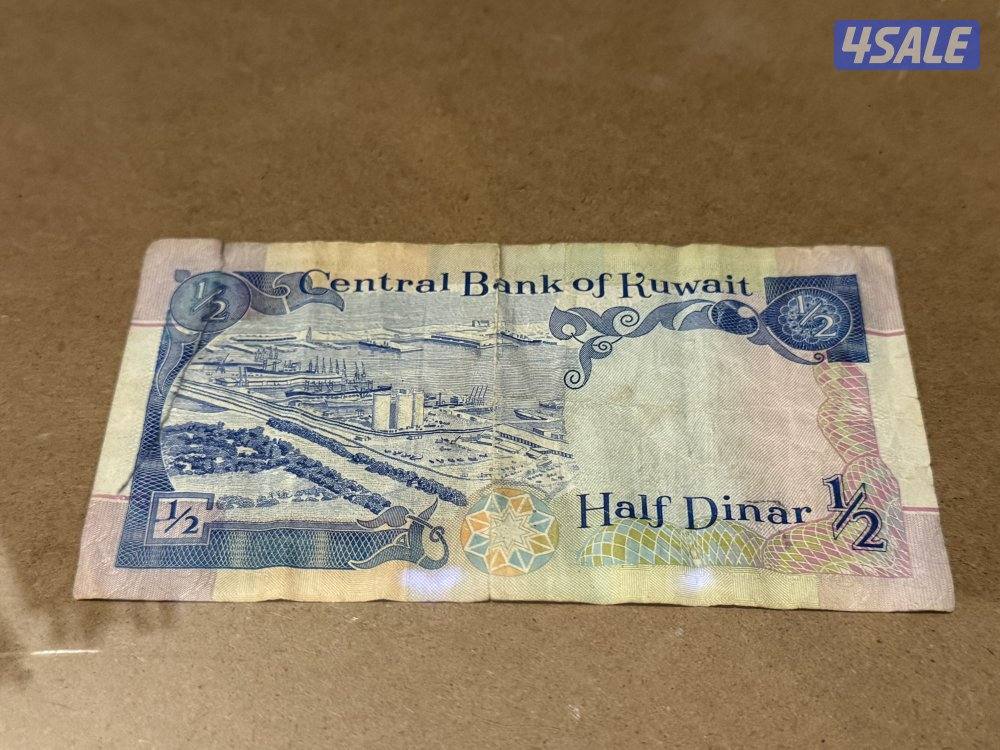 4SALE
Central Bank of Kuwait
1/2
1/2
1/2
Half Dinar 1/2